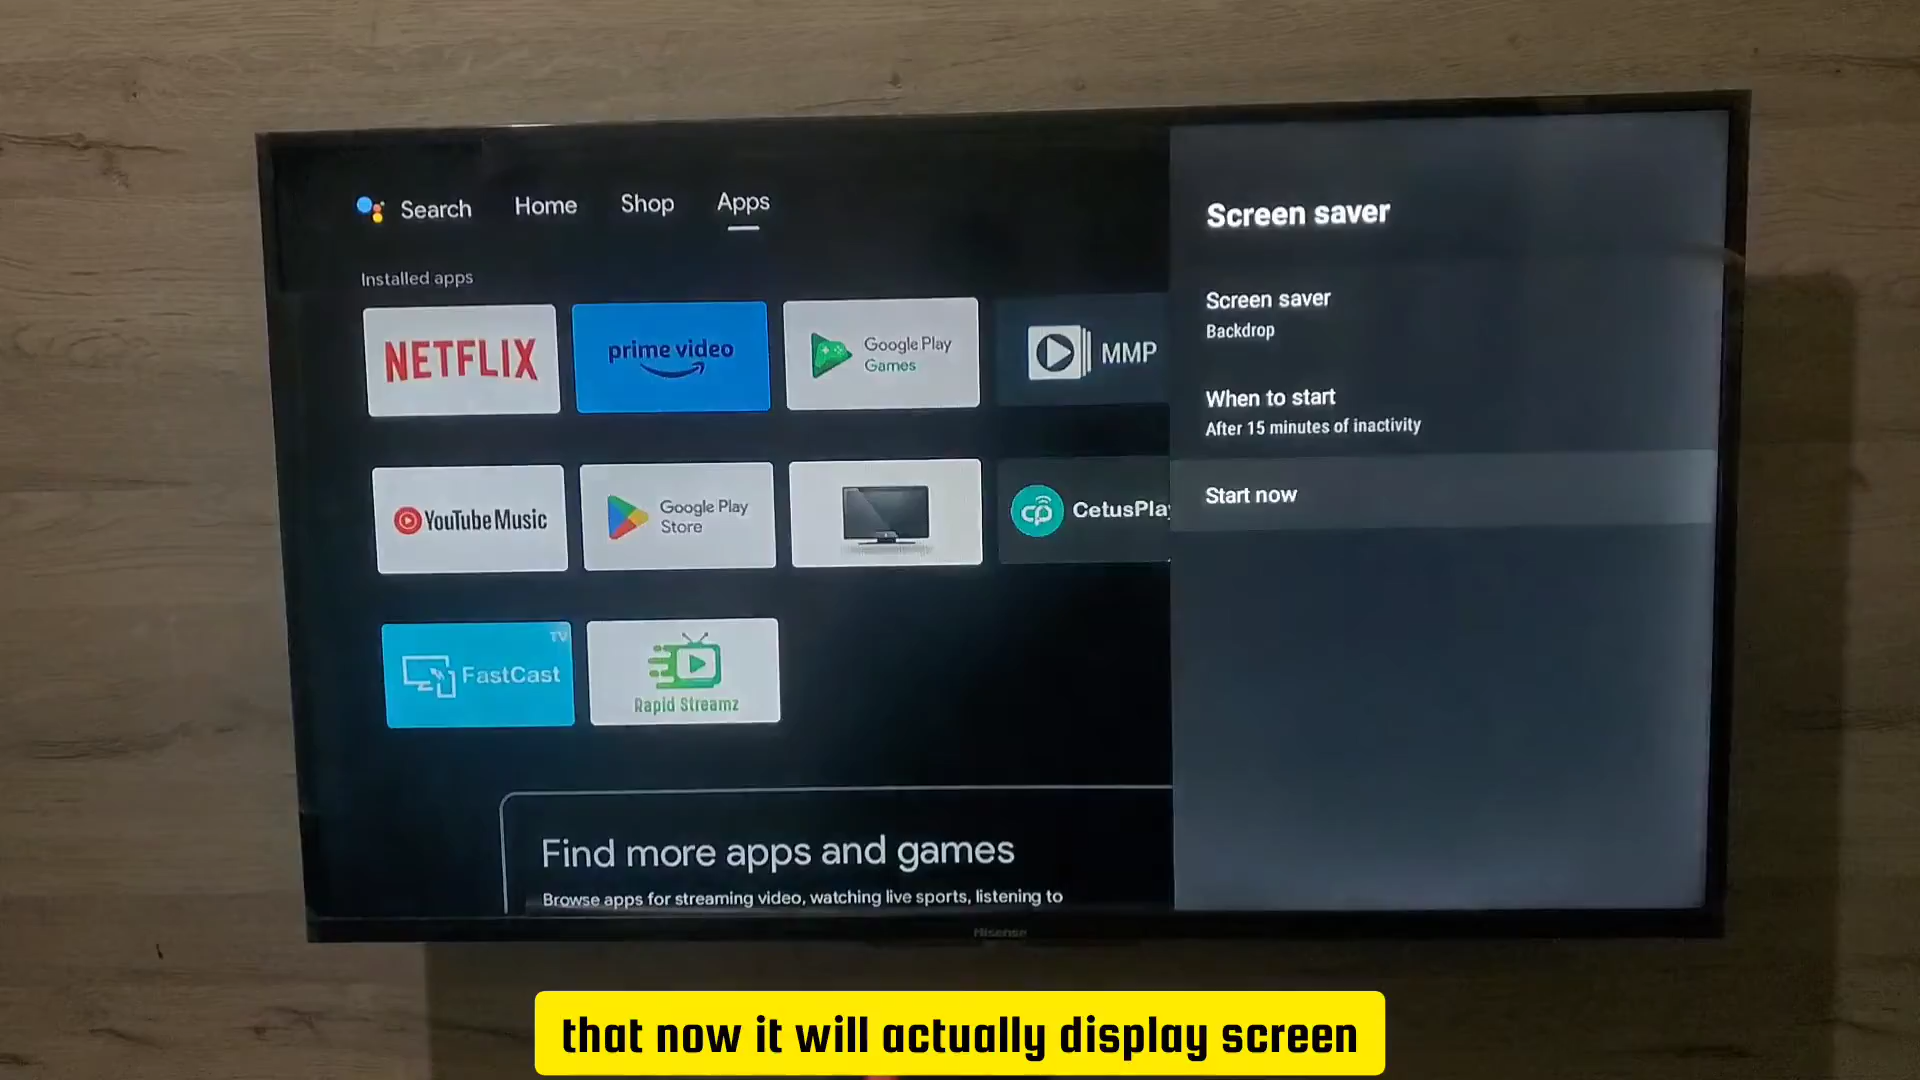 Search
Home
Shop
Apps
Installed apps
NETFLIX
prime video
Google Play
Games
MMP
YouTube Music
Google Play
Store
CetusPlay
TV
FastCast
Rapid Streamz
Find more apps and games
Browse apps for streaming video, watching live sports, listening to
Screen saver
Screen saver
Backdrop
When to start
After 15 minutes of inactivity
Start now
Hisense
that now it will actually display screen